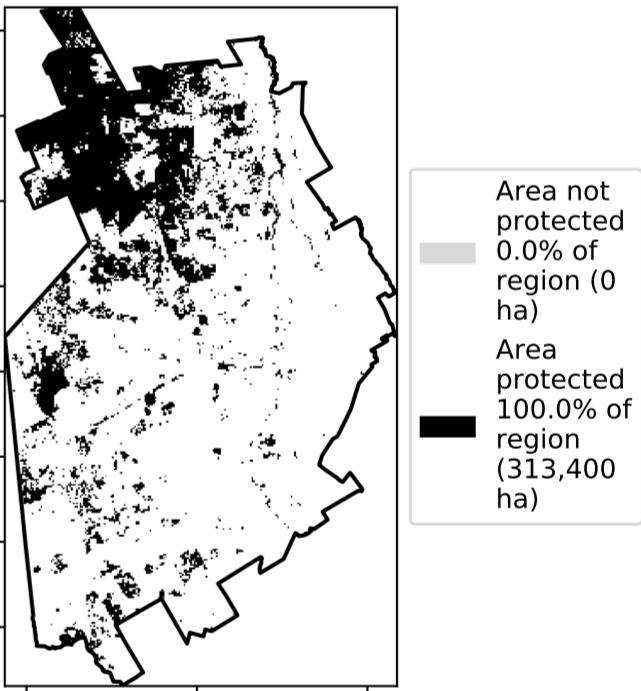 Area not
protected
0.0% of
region (0
ha)
Area
protected
100.0% of
region
(313,400
ha)